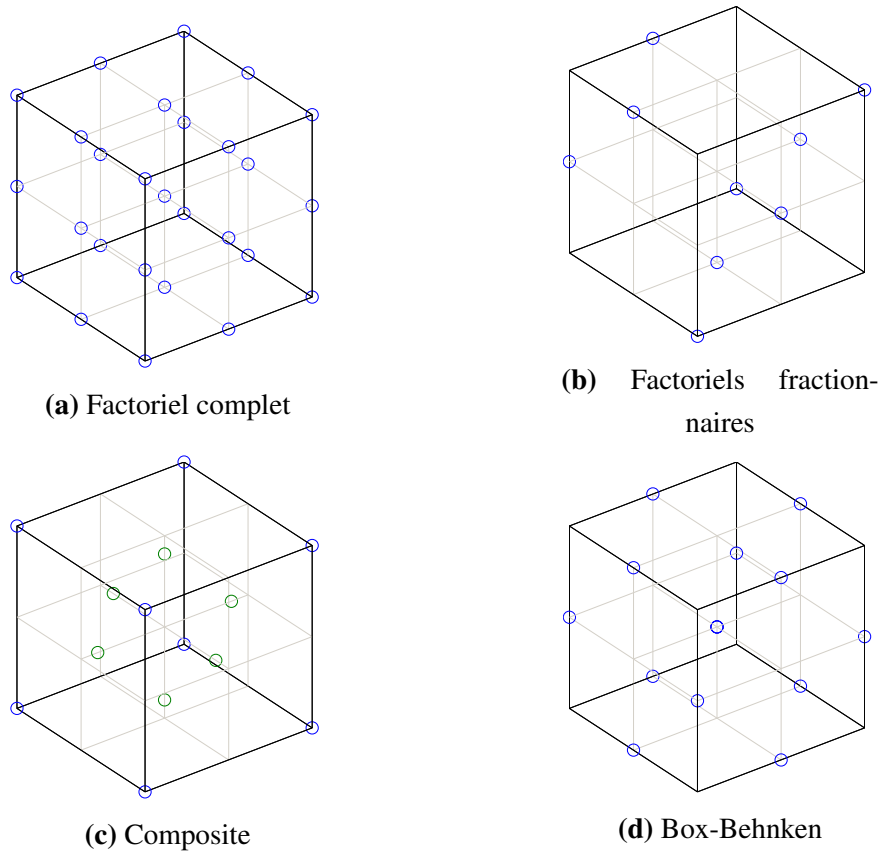 (a) Factoriel complet
(b) Factoriels fraction-
naires
(c) Composite
(d) Box-Behnken